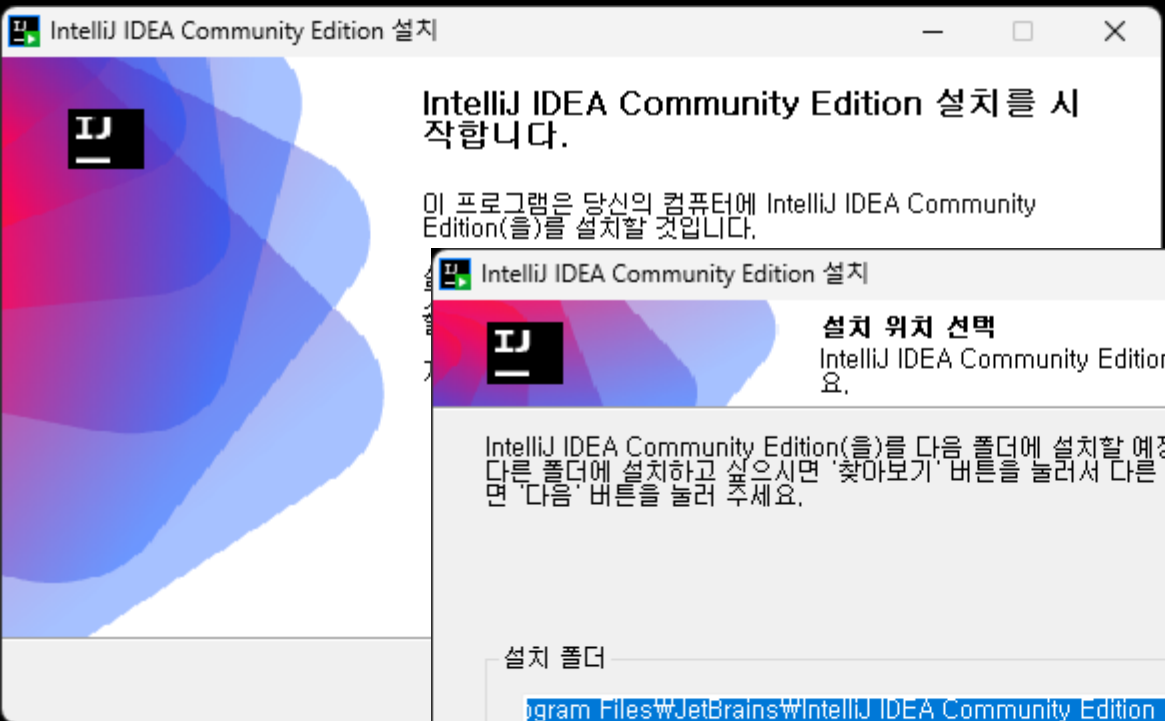 IntelliJ IDEA Community Edition 설치
IJ
IntelliJ IDEA Community Edition 설치를 시
작합니다.
이 프로그램은 당신의 컴퓨터에 IntelliJ IDEA Community
Edition(을)를 설치할 것입니다.
IntelliJ IDEA Community Edition 설치
IJ
설치 위치 선택
IntelliJ IDEA Community Edition
요.
IntelliJ IDEA Community Edition(을)를 다음 폴더에 설치할
다른 폴더에 설치하고 싶으시면 '찾아보기' 버튼을 눌러서 다른
면 '다음' 버튼을 눌러 주세요.
설치 폴더
ogram Files₩JetBrains₩IntelliJ IDEA Community Edition